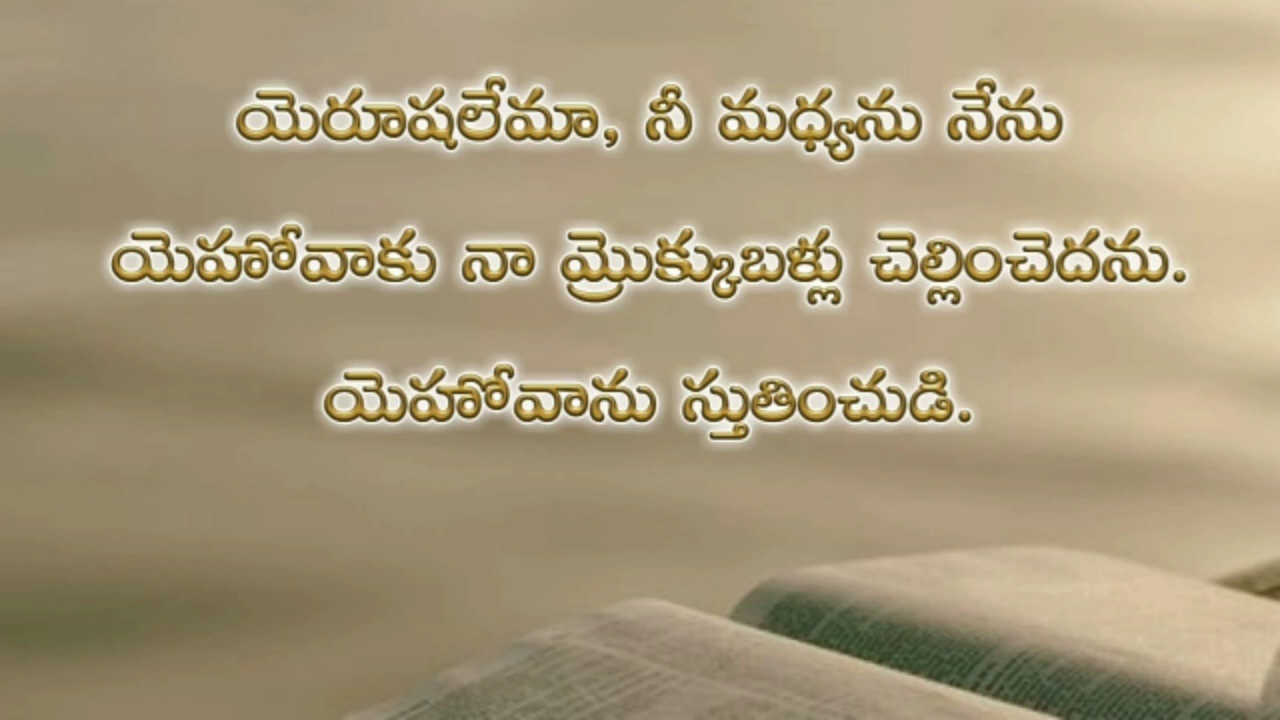 యెరూషలేమా, నీ మధ్యను నేను
యెహోవాకు నా మ్రొక్కుబళ్లు చెల్లించెదను.
యెహోవాను స్తుతించుడి.